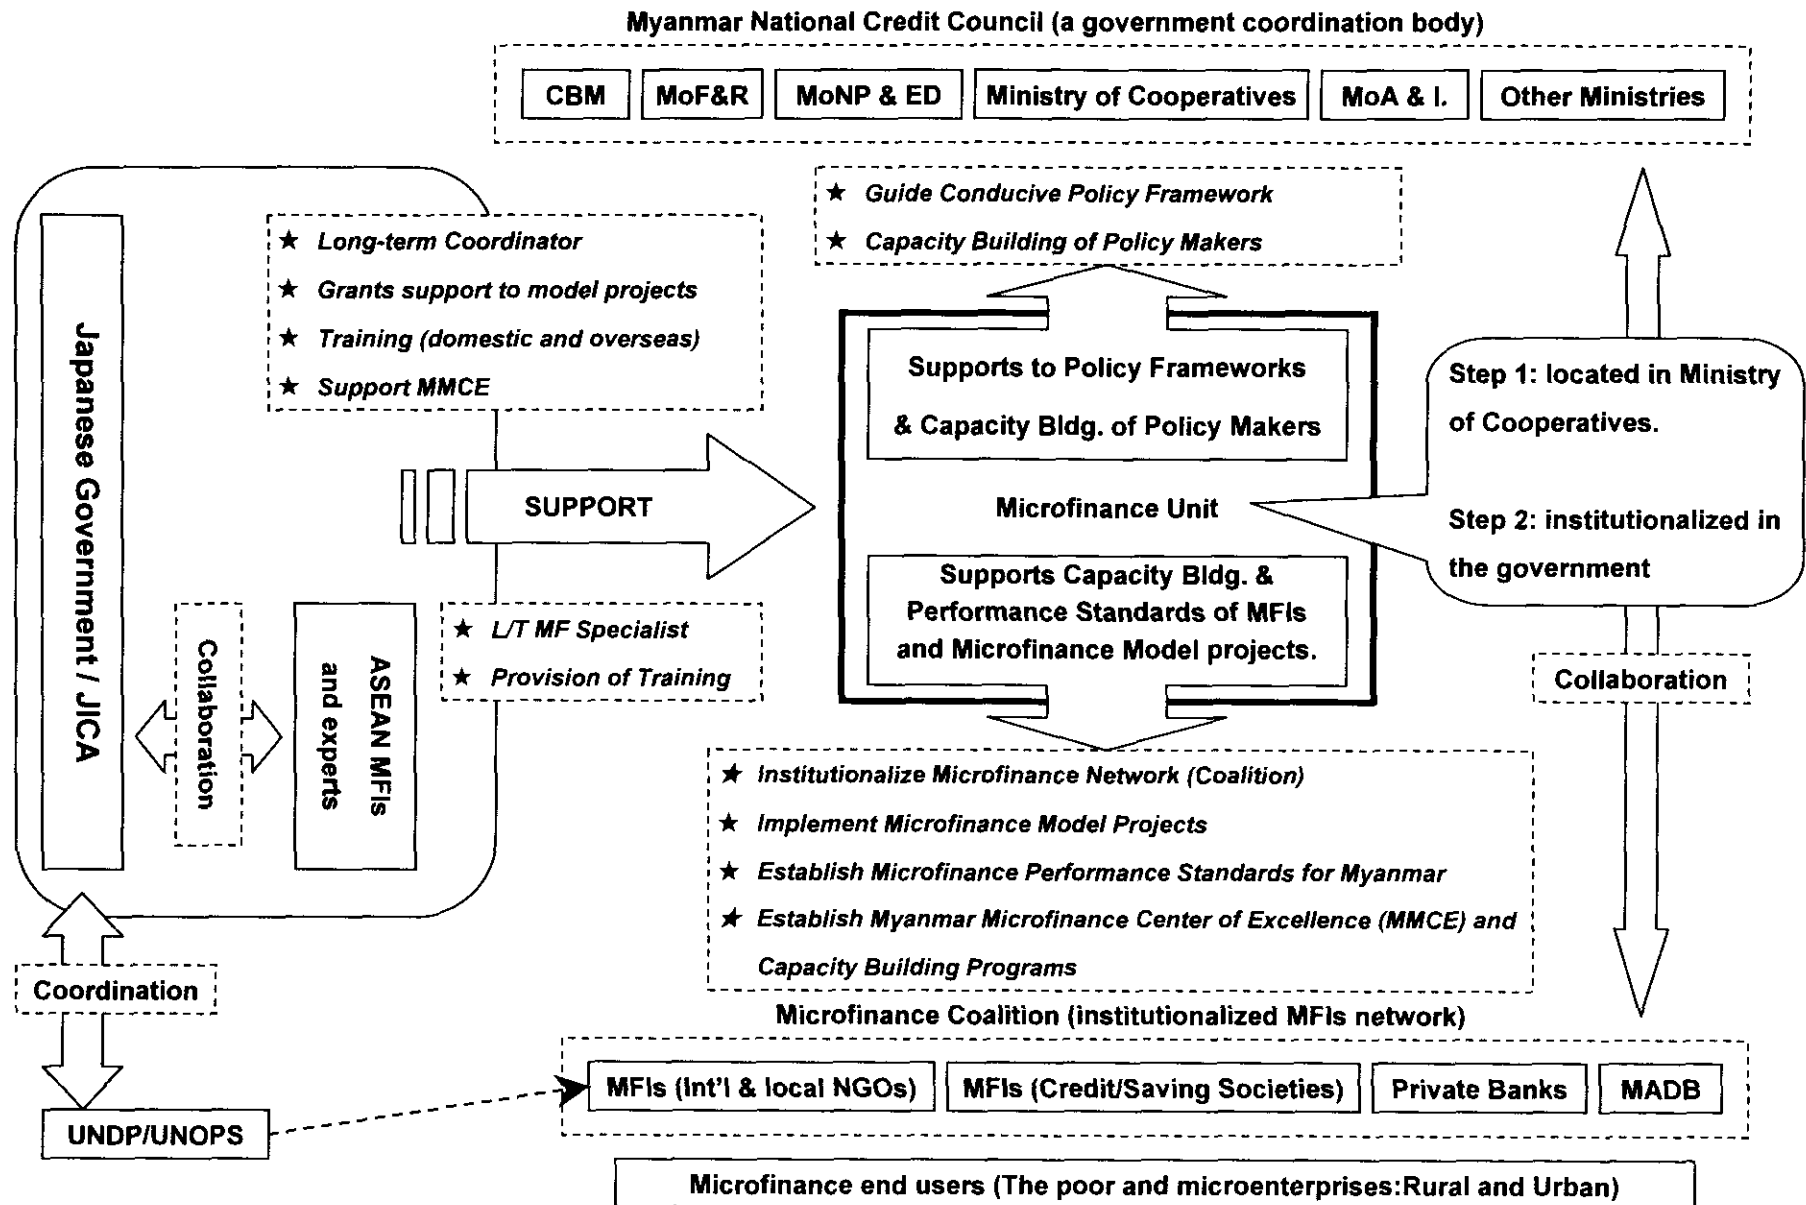 Myanmar National Credit Council (a government coordination body)
CBM
MoF&R
MoNP & ED
Ministry of Cooperatives
MoA & I.
Other Ministries
★ Guide Conducive Policy Framework
★ Capacity Building of Policy Makers
Japanese Government / JICA
★ Long-term Coordinator
★ Grants support to model projects
★ Training (domestic and overseas)
★ Support MMCE
SUPPORT
Collaboration
ASEAN MFIs
and experts
★ L/T MF Specialist
★ Provision of Training
Supports to Policy Frameworks
& Capacity Bldg. of Policy Makers
Microfinance Unit
Supports Capacity Bldg. &
Performance Standards of MFIs
and Microfinance Model projects.
Step 1: located in Ministry
of Cooperatives.
Step 2: institutionalized in
the government
Collaboration
★ Institutionalize Microfinance Network (Coalition)
★ Implement Microfinance Model Projects
★ Establish Microfinance Performance Standards for Myanmar
★ Establish Myanmar Microfinance Center of Excellence (MMCE) and
Capacity Building Programs
Coordination
UNDP/UNOPS
Microfinance Coalition (institutionalized MFIs network)
MFIs (Int'l & local NGOs)
MFIs (Credit/Saving Societies)
Private Banks
MADB
Microfinance end users (The poor and microenterprises:Rural and Urban)